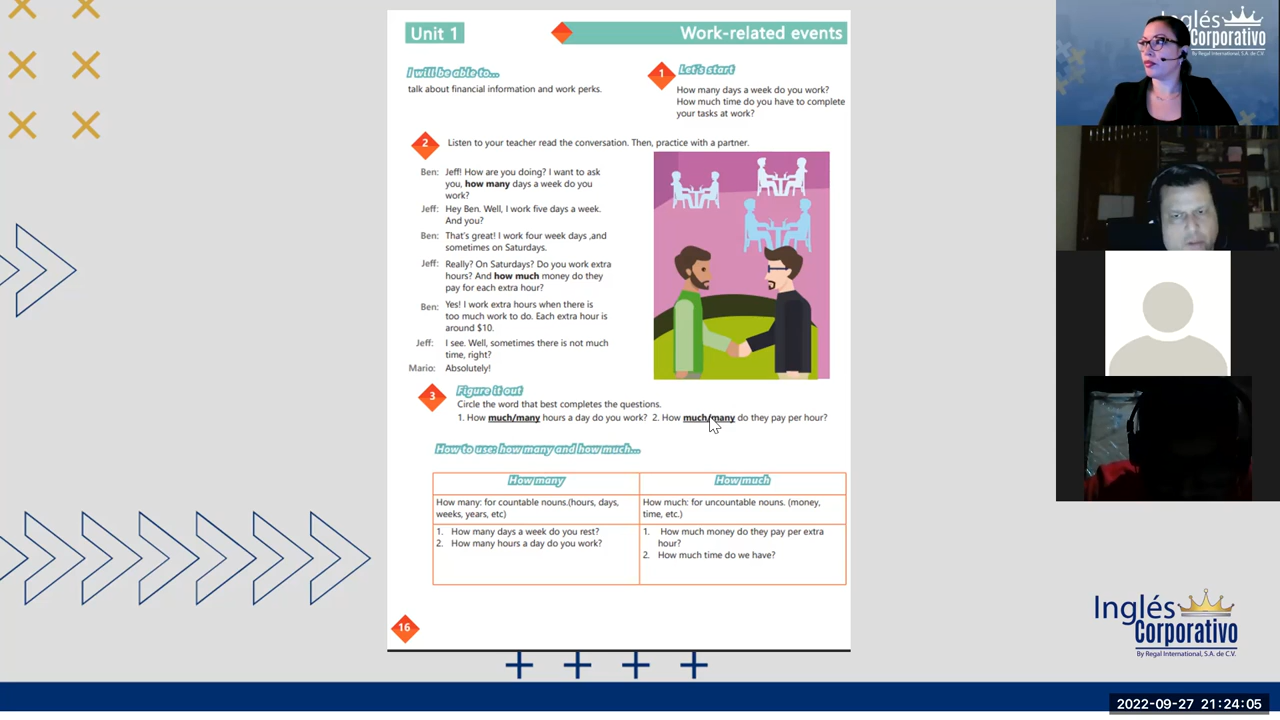 Unit 1
Work-related events
I will be able to...
talk about financial information and work perks.
1
Let's start
How many days a week do you work?
How much time do you have to complete
your tasks at work?
2
Listen to your teacher read the conversation. Then, practice with a partner.
Ben: Jeff! How are you doing? I want to ask
you, how many days a week do you
work?
Jeff: Hey Ben. Well, I work five days a week.
And you?
Ben: That's great! I work four week days ,and
sometimes on Saturdays.
Jeff: Really? On Saturdays? Do you work extra
hours? And how much money do they
pay for each extra hour?
Ben: Yes! I work extra hours when there is
too much work to do. Each extra hour is
around $10.
Jeff: I see. Well, sometimes there is not much
time, right?
Mario: Absolutely!
3
Figure it out
Circle the word that best completes the questions.
1. How much/many hours a day do you work? 2. How much/many do they pay per hour?
How to use: how many and how much...
How many
How many: for countable nouns.(hours, days,
weeks, years, etc)
1. How many days a week do you rest?
2. How many hours a day do you work?
How much
How much: for uncountable nouns. (money,
time, etc.)
1. How much money do they pay per extra
hour?
2. How much time do we have?
16
Inglés
Corporativo
By Regal International, S.A. de C.V.
Inglés
Corporativo
By Regal International, S.A. de C.V.
2022-09-27 21:24:05